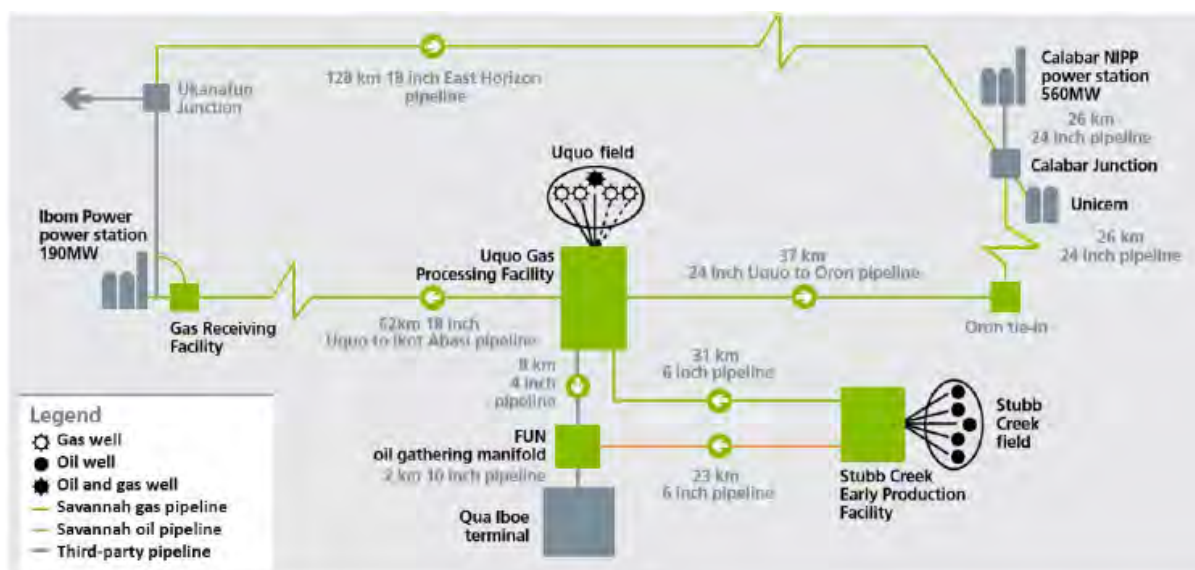 128 km 18 inch East Horizon
pipeline
Ukanafun
Junction
Calabar NIPP
power station
560MW
26 km
24 inch pipeline
Calabar Junction
Unicem
26 km
24 inch pipeline
Uquo field
Ibom Power
power station
190MW
Uquo Gas
Processing Facility
37 km
24 inch Uquo to Oron pipeline
Gas Receiving
Facility
62km 18 inch
Uquo to Ikot Abasi pipeline
Oron tie-in
8 km
4 inch
pipeline
31 km
6 inch pipeline
Stubb
Creek
field
Legend
Gas well
Oil well
Oil and gas well
Savannah gas pipeline
Savannah oil pipeline
Third-party pipeline
FUN
oil gathering manifold
2 km 10 inch pipeline
23 km
6 inch pipeline
Stubb Creek
Early Production
Facility
Qua Iboe
terminal